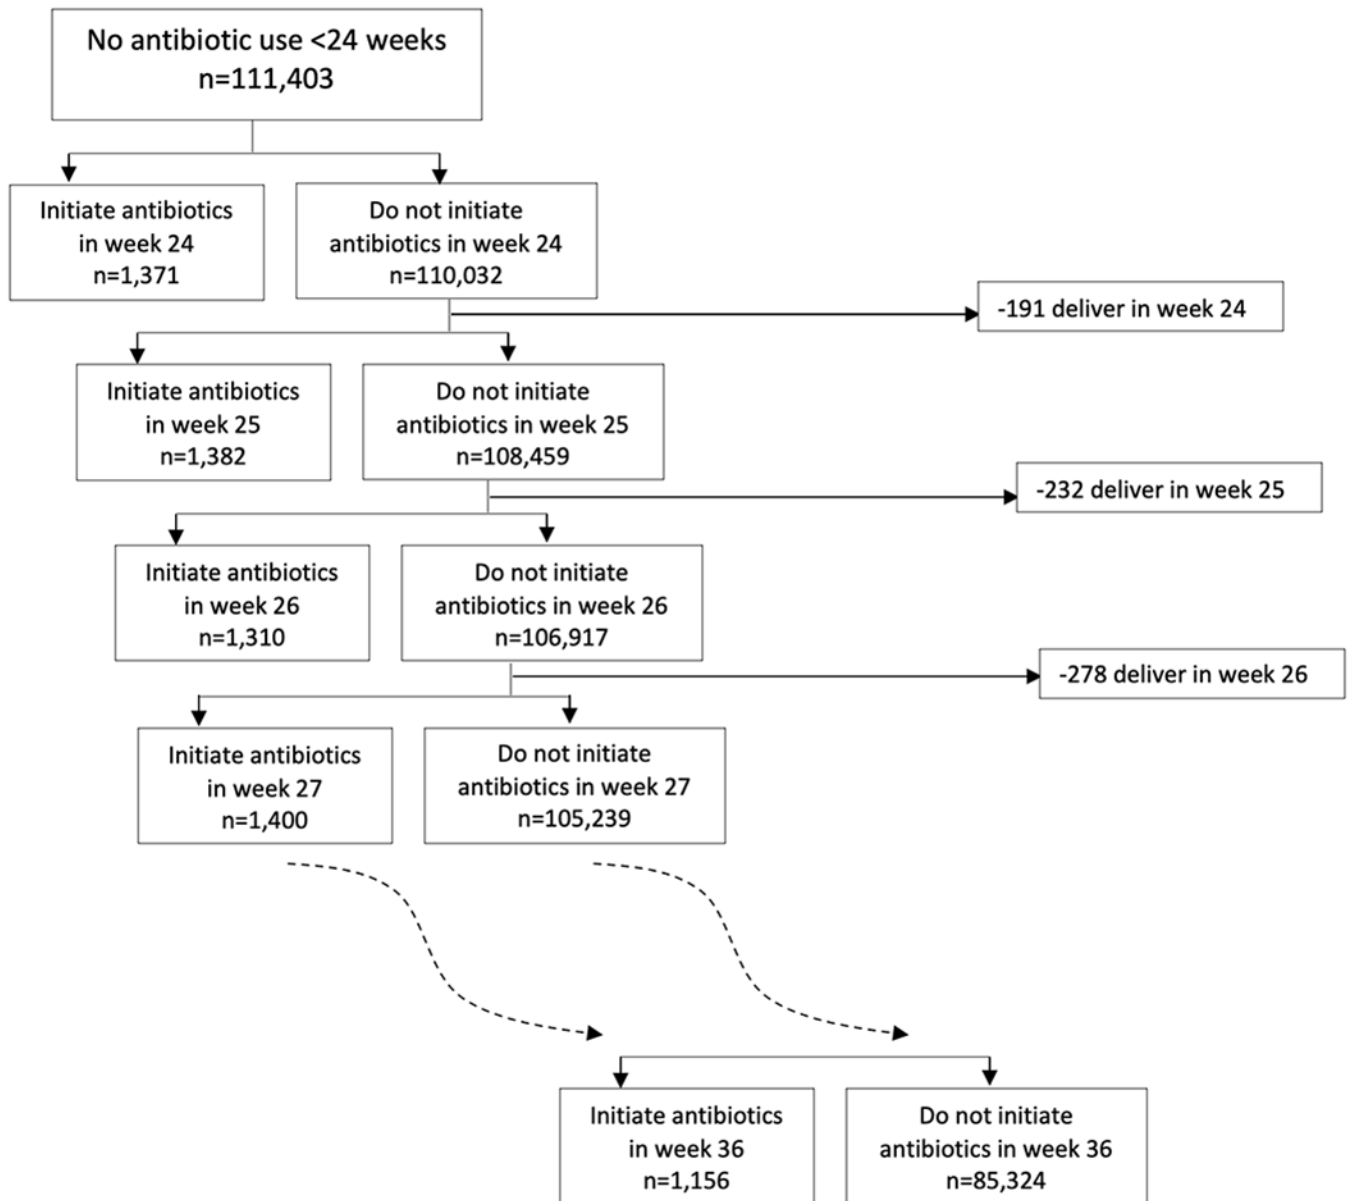 No antibiotic use <24 weeks
n=111,403
Initiate antibiotics
in week 24
n=1,371
Do not initiate
antibiotics in week 24
n=110,032
-191 deliver in week 24
Initiate antibiotics
in week 25
n=1,382
Do not initiate
antibiotics in week 25
n=108,459
-232 deliver in week 25
Initiate antibiotics
in week 26
n=1,310
Do not initiate
antibiotics in week 26
n=106,917
-278 deliver in week 26
Initiate antibiotics
in week 27
n=1,400
Do not initiate
antibiotics in week 27
n=105,239
Initiate antibiotics
in week 36
n=1,156
Do not initiate
antibiotics in week 36
n=85,324